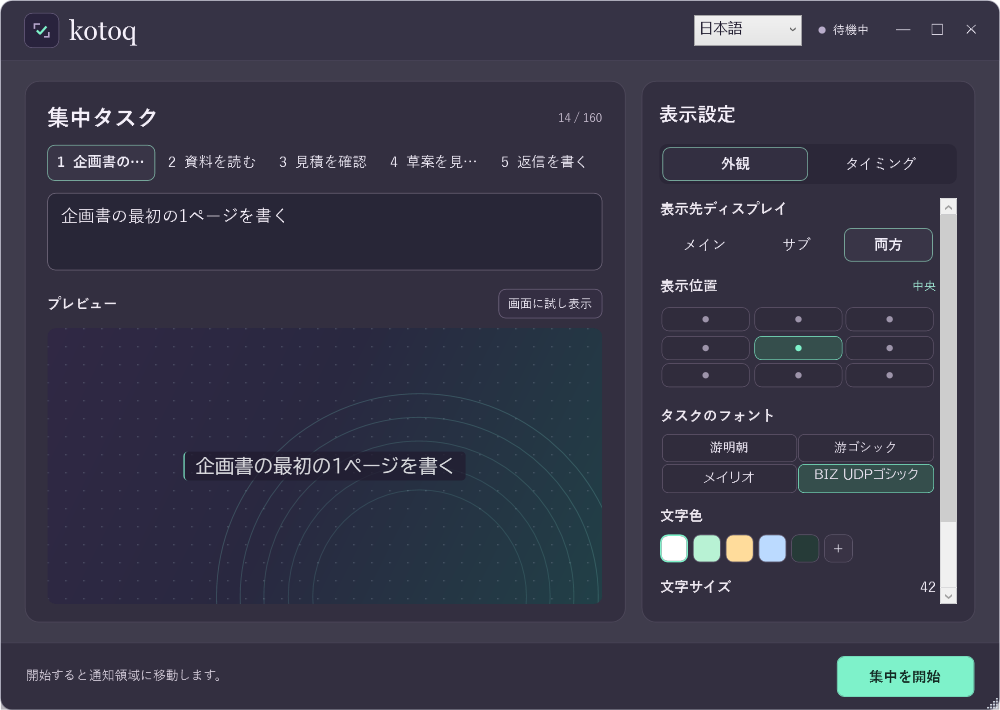 kotoq
日本語
待機中
集中タスク
14 / 160
1 企画書の…
2 資料を読む
3 見積を確認
4 草案を見…
5 返信を書く
企画書の最初の1ページを書く
プレビュー
画面に試し表示
企画書の最初の1ページを書く
表示設定
外観
タイミング
表示先ディスプレイ
メイン
サブ
両方
表示位置
中央
タスクのフォント
游明朝
游ゴシック
メイリオ
BIZ UDPゴシック
文字色
+
文字サイズ
42
開始すると通知領域に移動します。
集中を開始